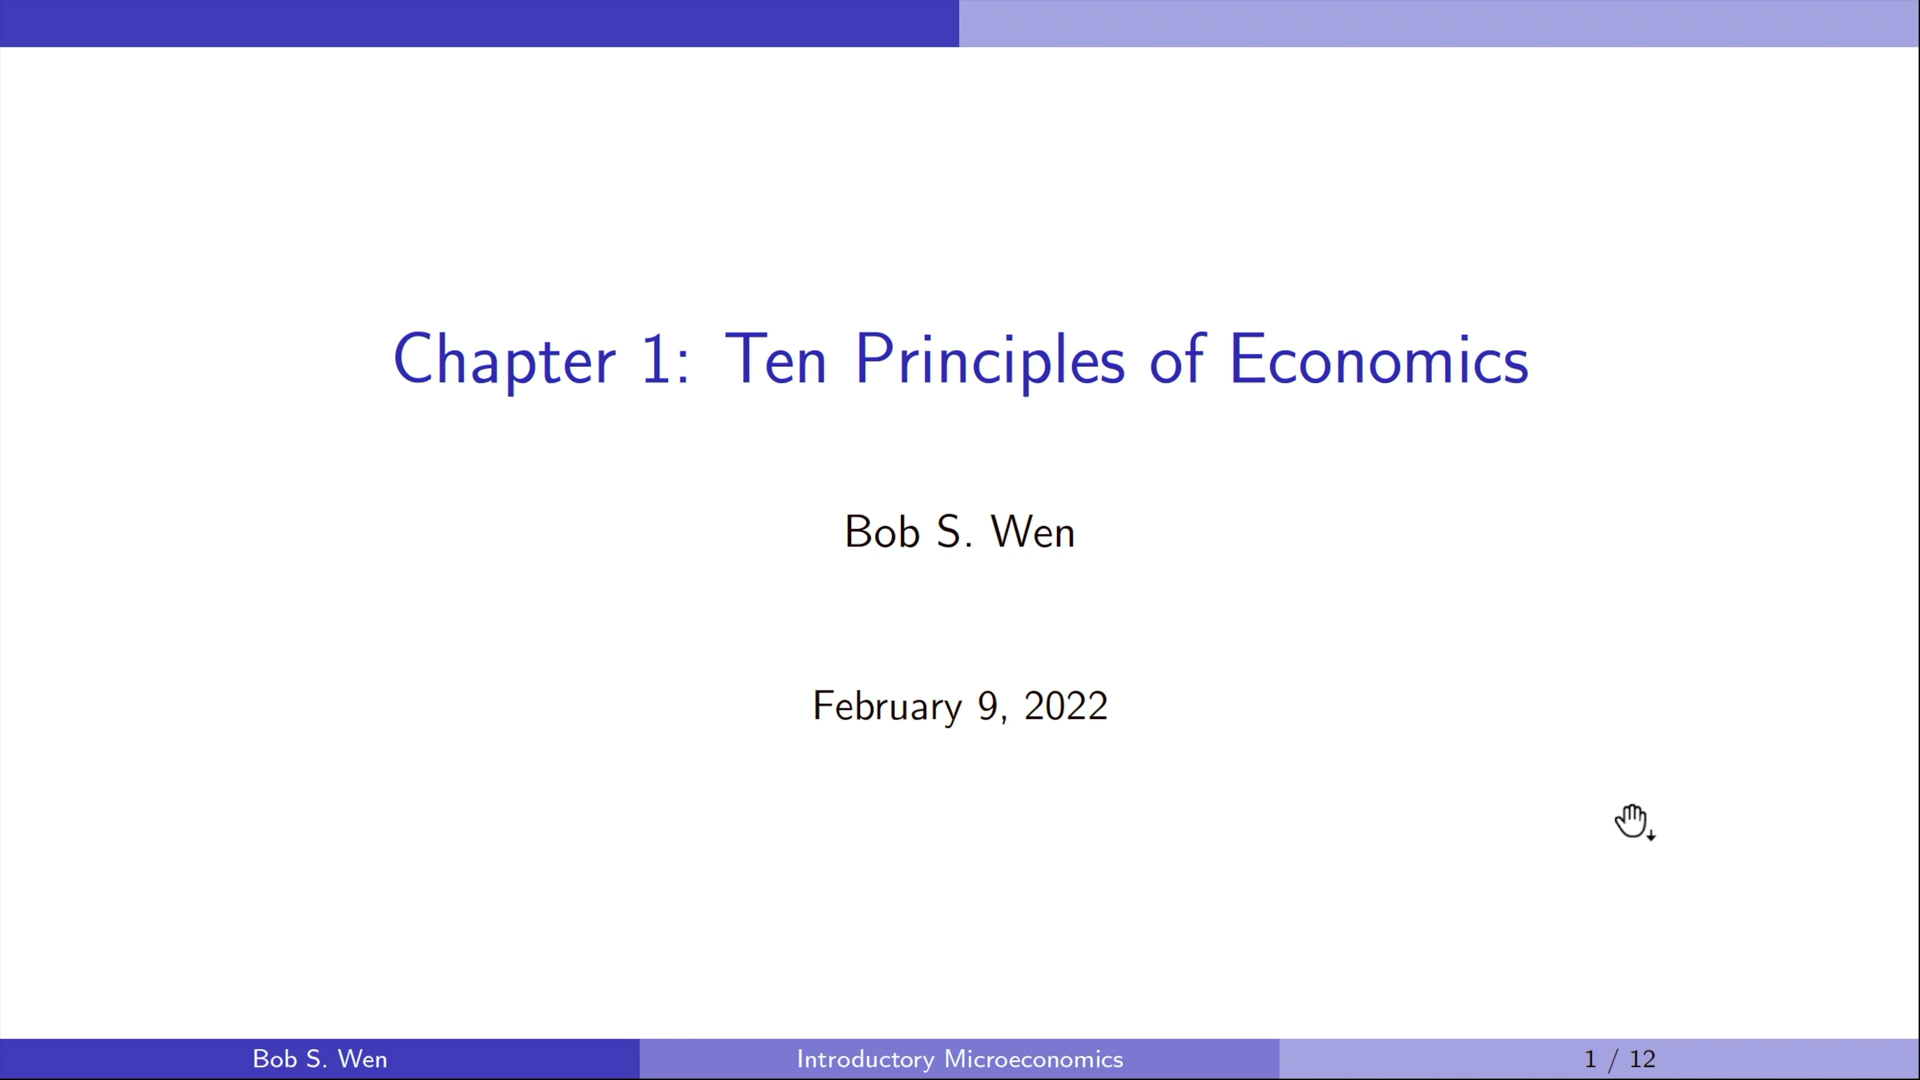 Chapter 1: Ten Principles of Economics
Bob S. Wen
February 9, 2022
Bob S. Wen
Introductory Microeconomics
1 / 12